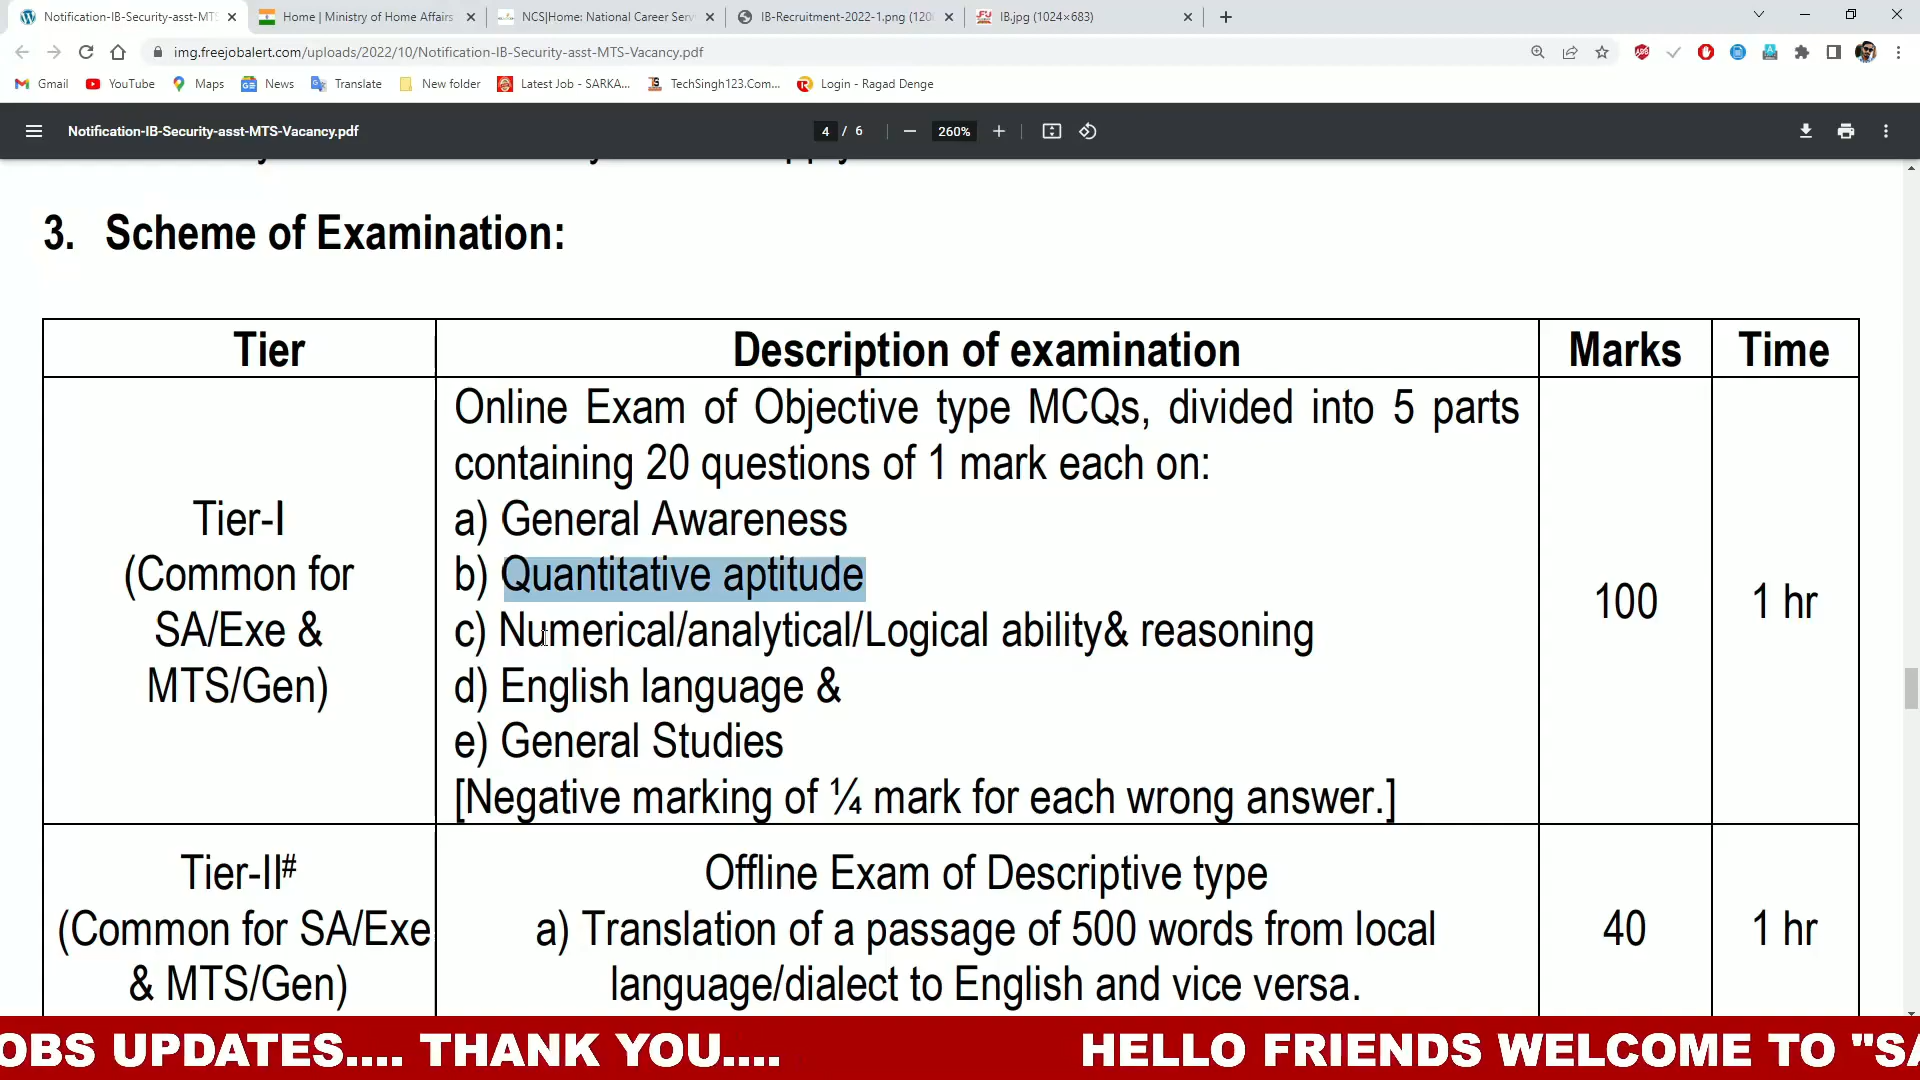 Notification-IB-Security-asst-MTS
Home | Ministry of Home Affairs
NCS|Home: National Career Serv
IB-Recruitment-2022-1.png (120
IB.jpg (1024×683)
img.freejobalert.com/uploads/2022/10/Notification-IB-Security-asst-MTS-Vacancy.pdf
Gmail YouTube Maps News Translate New folder Latest Job - SARKA... TechSingh123.Com... Login - Ragad Denge
Notification-IB-Security-asst-MTS-Vacancy.pdf
4 / 6
260%
3. Scheme of Examination:
Tier Description of examination Marks Time
Tier-I
(Common for
SA/Exe &
MTS/Gen)
Online Exam of Objective type MCQs, divided into 5 parts
containing 20 questions of 1 mark each on:
a) General Awareness
b) Quantitative aptitude
c) Numerical/analytical/Logical ability& reasoning
d) English language &
e) General Studies
[Negative marking of ¼ mark for each wrong answer.]
100
1 hr
Tier-II#
(Common for SA/Exe
& MTS/Gen)
Offline Exam of Descriptive type
a) Translation of a passage of 500 words from local
language/dialect to English and vice versa.
40
1 hr
OBS UPDATES.... THANK YOU.... HELLO FRIENDS WELCOME TO "SA